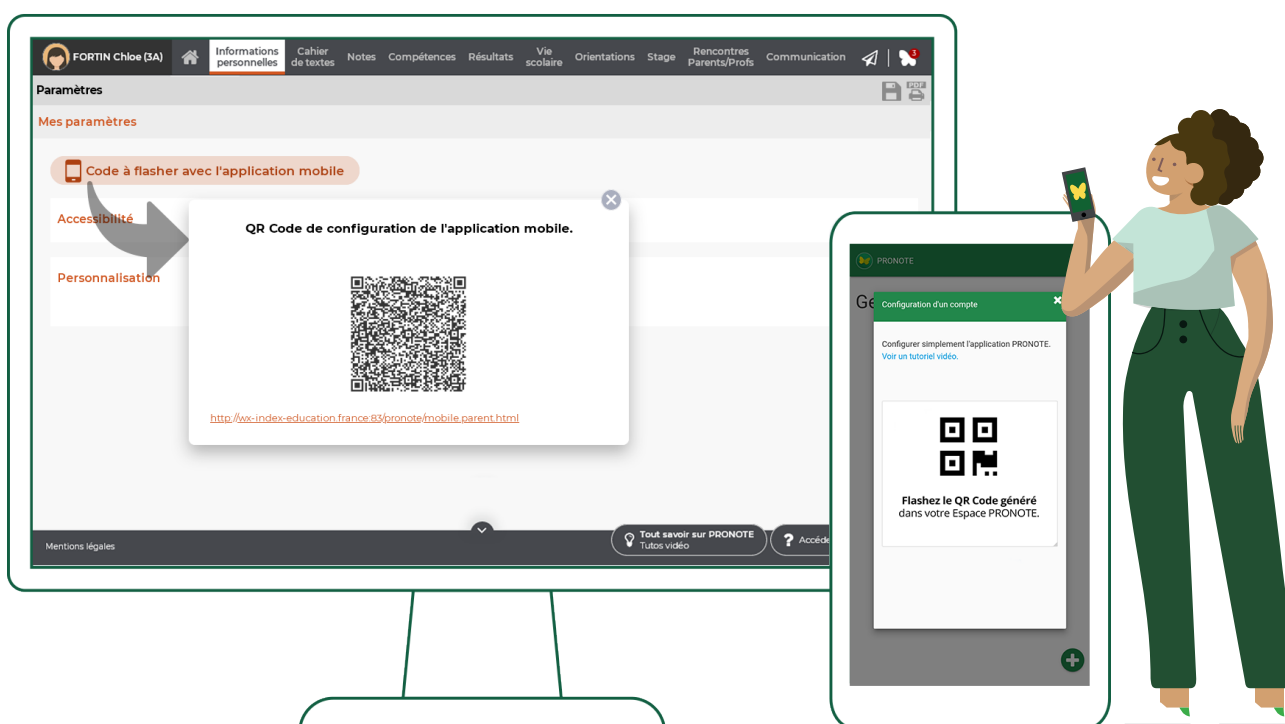 FORTIN Chloe (3A)
Informations
personnelles
Cahier
de textes
Notes
Compétences
Résultats
Vie
scolaire
Orientations
Stage
Rencontres
Parents/Profs
Communication
3
Paramètres
PDF
Mes paramètres
Code à flasher avec l'application mobile
Accessibilité
Personnalisation
QR Code de configuration de l'application mobile.
http://wx-index-education.france:83/pronote/mobile.parent.html
Mentions légales
Tout savoir sur PRONOTE
Tutos vidéo
? Accéde
PRONOTE
Ge
Configuration d'un compte
Configurer simplement l'application PRONOTE.
Voir un tutoriel vidéo.
Flashez le QR Code généré
dans votre Espace PRONOTE.